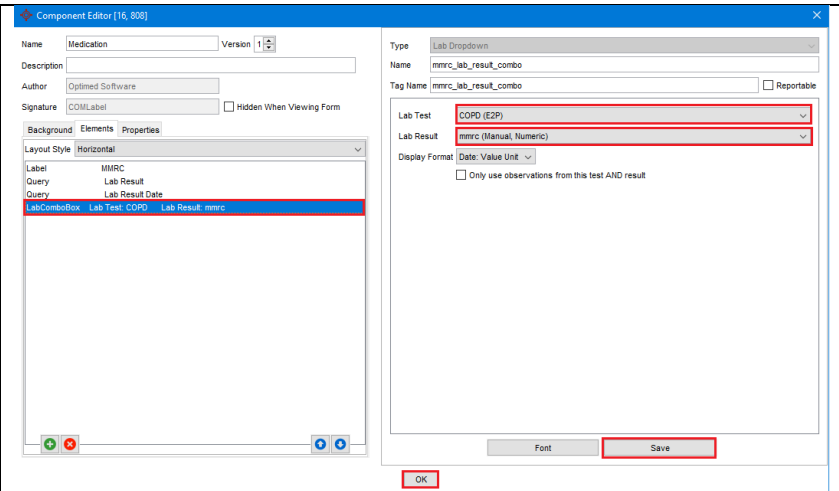 Component Editor [16, 808]
Name Medication Version 1
Description
Author Optimed Software
Signature COMLabel Hidden When Viewing Form
Background Elements Properties
Layout Style Horizontal
Label MMRC
Query Lab Result
Query Lab Result Date
LabComboBox Lab Test: COPD Lab Result: mmrc
Type Lab Dropdown
Name mmrc_lab_result_combo
Tag Name mmrc_lab_result_combo Reportable
Lab Test COPD (E2P)
Lab Result mmrc (Manual, Numeric)
Display Format Date: Value Unit
Only use observations from this test AND result
Font Save
OK